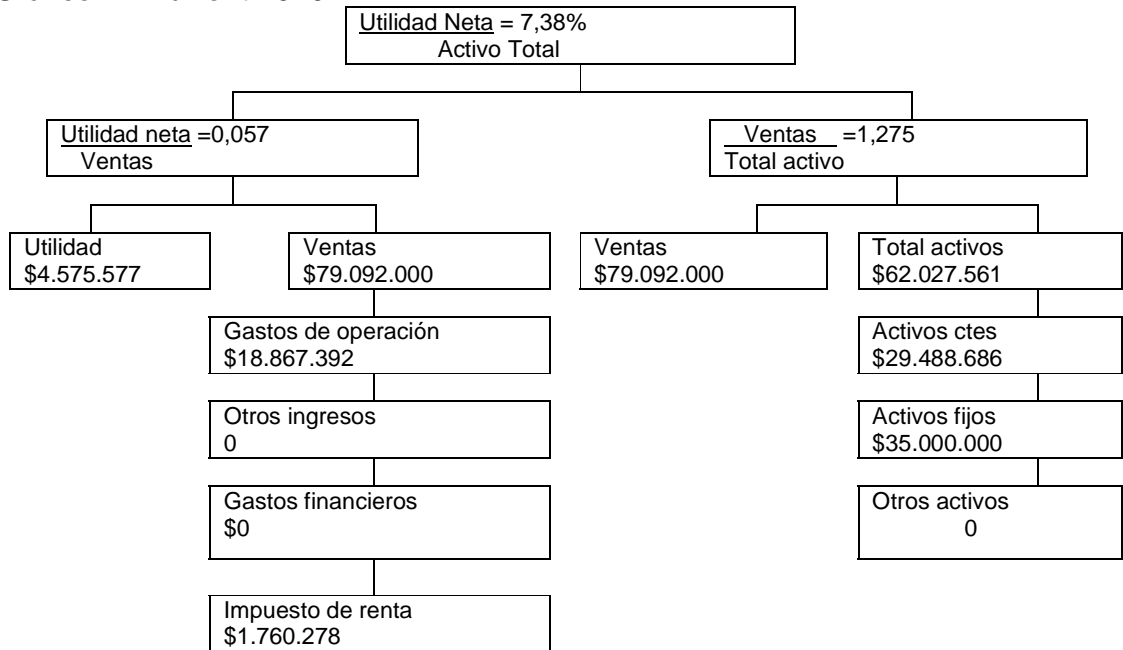 Utilidad Neta = 7,38%
Activo Total
Utilidad neta =0,057
Ventas
Ventas =1,275
Total activo
Utilidad
$4.575.577
Ventas
$79.092.000
Ventas
$79.092.000
Total activos
$62.027.561
Gastos de operación
$18.867.392
Activos ctes
$29.488.686
Otros ingresos
0
Activos fijos
$35.000.000
Gastos financieros
$0
Otros activos
0
Impuesto de renta
$1.760.278